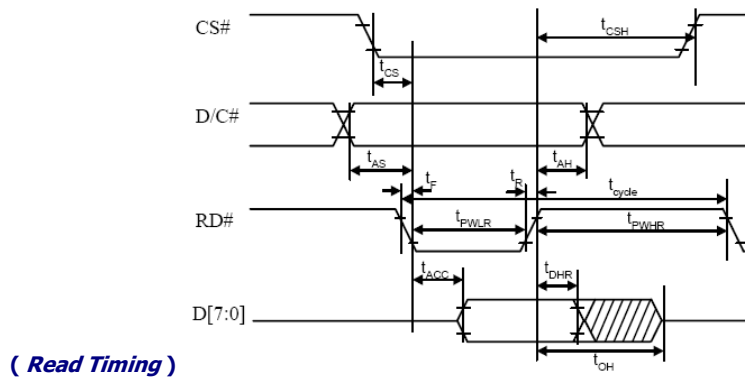 CS#
tCSH
tCS
D/C#
tAS
tAH
tF
tR
tcycle
RD#
tPWLR
tPWHR
tACC
tDHR
D[7:0]
tOH
( Read Timing )